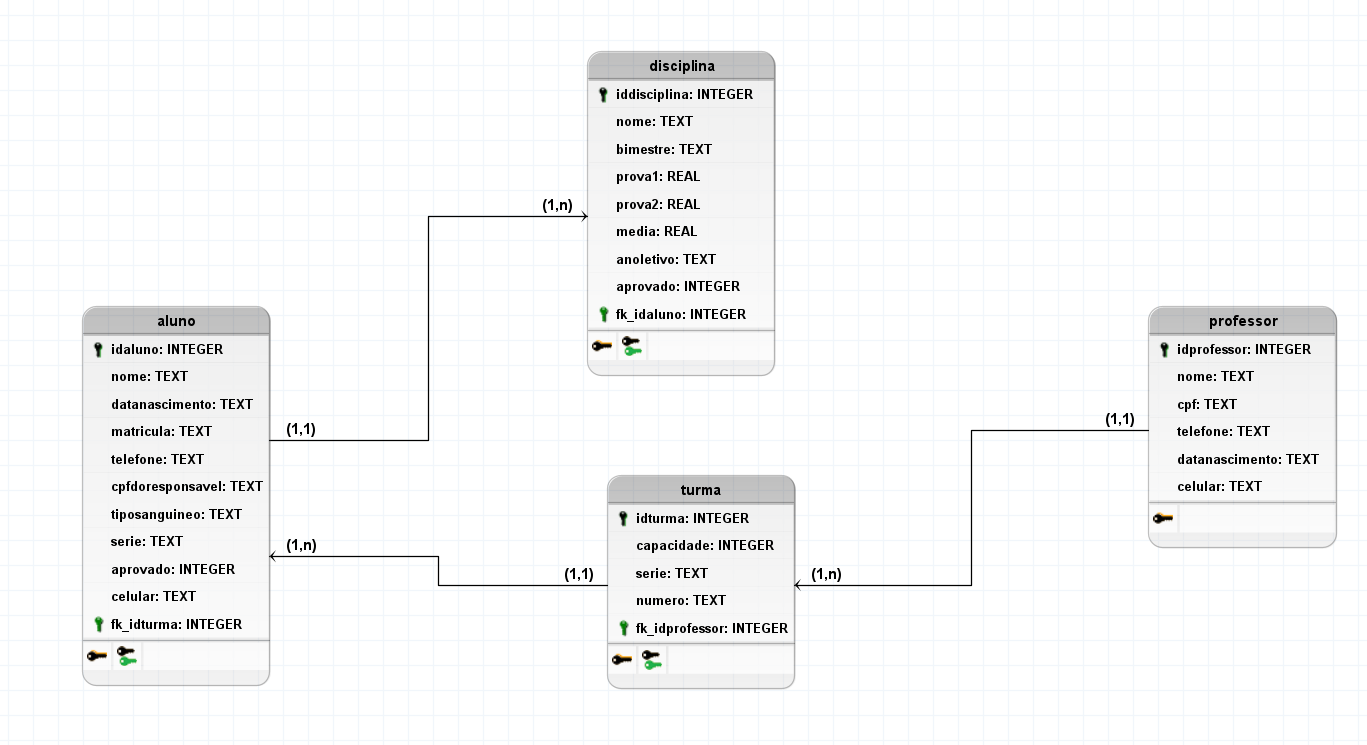 disciplina
iddisciplina: INTEGER
nome: TEXT
bimestre: TEXT
prova1: REAL
prova2: REAL
media: REAL
anoletivo: TEXT
aprovado: INTEGER
fk_idaluno: INTEGER
(1,n)
aluno
idaluno: INTEGER
nome: TEXT
datanascimento: TEXT
matricula: TEXT
telefone: TEXT
cpfdoresponsavel: TEXT
tiposanguineo: TEXT
serie: TEXT
aprovado: INTEGER
celular: TEXT
fk_idturma: INTEGER
(1,1)
(1,n)
(1,1)
turma
idturma: INTEGER
capacidade: INTEGER
serie: TEXT
numero: TEXT
fk_idprofessor: INTEGER
(1,n)
(1,1)
professor
idprofessor: INTEGER
nome: TEXT
cpf: TEXT
telefone: TEXT
datanascimento: TEXT
celular: TEXT